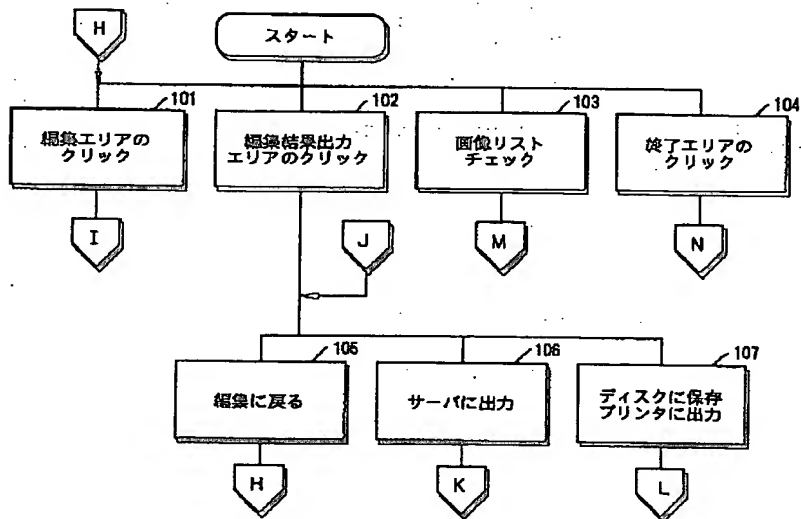 H
スタート
101
編集エリアの
クリック
102
編集結果出力
エリアのクリック
103
画像リスト
チェック
104
終了エリアの
クリック
I
J
M
N
105
編集に戻る
106
サーバに出力
107
ディスクに保存
プリンタに出力
H
K
L